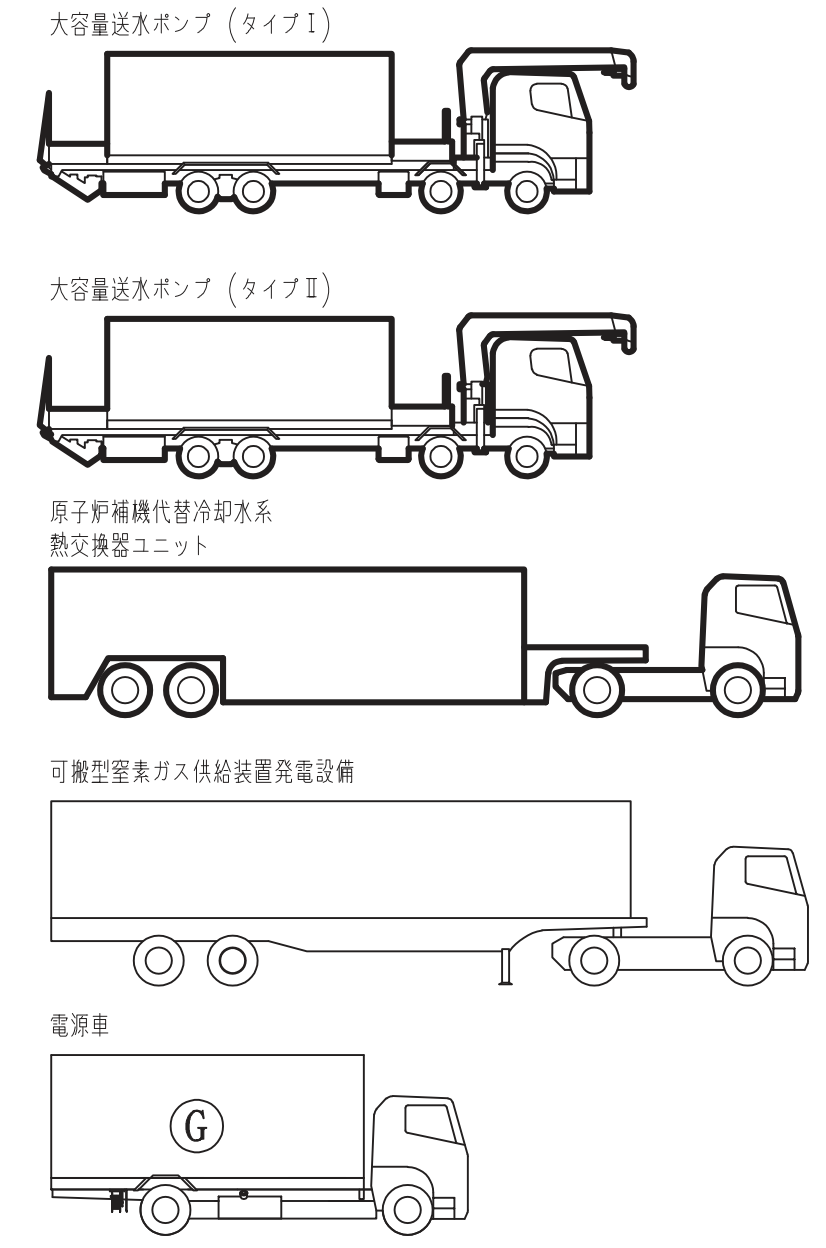 大容量送水ポンプ（タイプⅠ）
大容量送水ポンプ（タイプⅡ）
原子炉補機代替冷却水系
熱交換器ユニット
可搬型窒素ガス供給装置発電設備
電源車
G